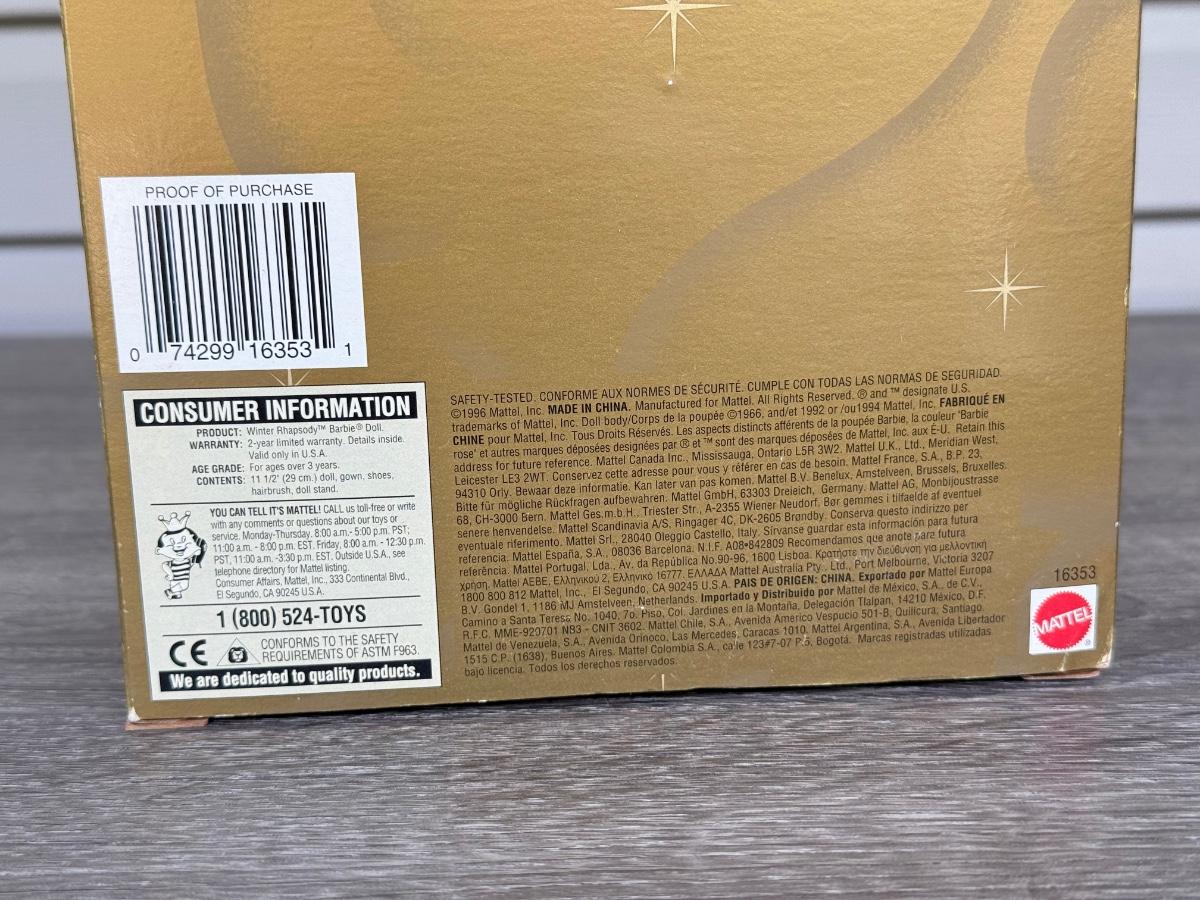 PROOF OF PURCHASE
0 74299 16353 1
CONSUMER INFORMATION
PRODUCT: Winter Rhapsody™ Barbie® Doll.
WARRANTY: 2-year limited warranty. Details inside.
Valid only in U.S.A.
AGE GRADE: For ages over 3 years.
CONTENTS: 11 1/2' (29 cm.) doll, gown, shoes,
hairbrush, doll stand.
YOU CAN TELL IT'S MATTEL! CALL us toll-free or write
with any comments or questions about our toys or
service. Monday-Thursday. 8:00 a.m.- 5:00 p.m. PST;
11:00 a.m. - 8:00 p.m. EST. Friday, 8:00 a.m. - 12:30 p.m.
PST, 11:00 a.m. -3:30 p.m. EST. Outside U.S.A., see
telephone directory for Mattel listing.
Consumer Affairs, Mattel, Inc., 333 Continental Blvd.,
El Segundo, CA 90245 U.S.A.
1 (800) 524-TOYS
CE
CONFORMS TO THE SAFETY
REQUIREMENTS OF ASTM F963.
We are dedicated to quality products.
SAFETY-TESTED. CONFORME AUX NORMES DE SÉCURITÉ. CUMPLE CON TODAS LAS NORMAS DE SEGURIDAD.
©1996 Mattel, Inc. MADE IN CHINA. Manufactured for Mattel. All Rights Reserved. ® and ™ designate U.S.
trademarks of Mattel, Inc. Doll body/Corps de la poupée ©1966, and/et 1992 or /ou1994 Mattel, Inc. FABRIQUÉ EN
CHINE pour Mattel, Inc. Tous Droits Réservés. Les aspects distincts afférents de la poupée Barbie, la couleur 'Barbie
rose' et autres marques déposées designées par ® et ™ sont des marques déposées de Mattel, Inc. aux É-U. Retain this
address for future reference. Mattel Canada Inc., Mississauga, Ontario L5R 3W2. Mattel U.K., Ltd., Meridian West,
Leicester LE3 2WT. Conservez cette adresse pour vous y référer en cas de besoin. Mattel France, S.A., B.P. 23,
94310 Orly. Bewaar deze informatie. Kan later van pas komen. Mattel B.V. Benelux, Amstelveen, Brussels, Bruxelles.
Bitte für mögliche Rückfragen aufbewahren. Mattel GmbH, 63303 Dreieich, Germany. Mattel AG, Monbijoustrasse
68, CH-3000 Bern. Mattel Ges.m.b.H., Triester Str., A-2355 Wiener Neudorf. Bør gemmes i tilfaelde af eventuel
senere henvendelse. Mattel Scandinavia A/S, Ringager 4C, DK-2605 Brøndby. Conserva questo indirizzo per
eventuale riferimento. Mattel Srl., 28040 Oleggio Castello, Italy. Sírvanse guardar esta información para futura
referencia. Mattel España, S.A., 08036 Barcelona. N.I.F. A08•842809 Recomendamos que anote para futura
referência. Mattel Portugal, Lda., Av. da República No.90-96, 1600 Lisboa. Κρατήστε την διεύθυνση για μελλοντική
χρήση. Mattel AEBE, Ελληνικού 2, Ελληνικό 16777. ΕΛΛΑΔΑ Mattel Australia Pty., Ltd., Port Melbourne, Victoria 3207
1800 800 812 Mattel, Inc., El Segundo, CA 90245 U.S.A. PAIS DE ORIGEN: CHINA. Exportado por Mattel Europa
B.V. Gondel 1, 1186 MJ Amstelveen, Netherlands. Importado y Distribuido por Mattel de México, S.A., de C.V.,
Camino a Santa Teresa No. 1040, 7o. Piso, Col. Jardines en la Montaña, Delegación Tlalpan, 14210 México, D.F.
R.F.C. MME-920701 NB3 - CNIT 3602. Mattel Chile, S.A., Avenida Americo Vespucio 501-B, Quilicura, Santiago.
Mattel de Venezuela, S.A., Avenida Orinoco, Las Mercedes, Caracas 1010. Mattel Argentina, S.A., Avenida Libertador
1515 C.P. (1638), Buenos Aires. Mattel Colombia S.A., calle 123#7-07 P.5, Bogotá. Marcas registradas utilizadas
bajo licencia. Todos los derechos reservados.
16353
MATTEL